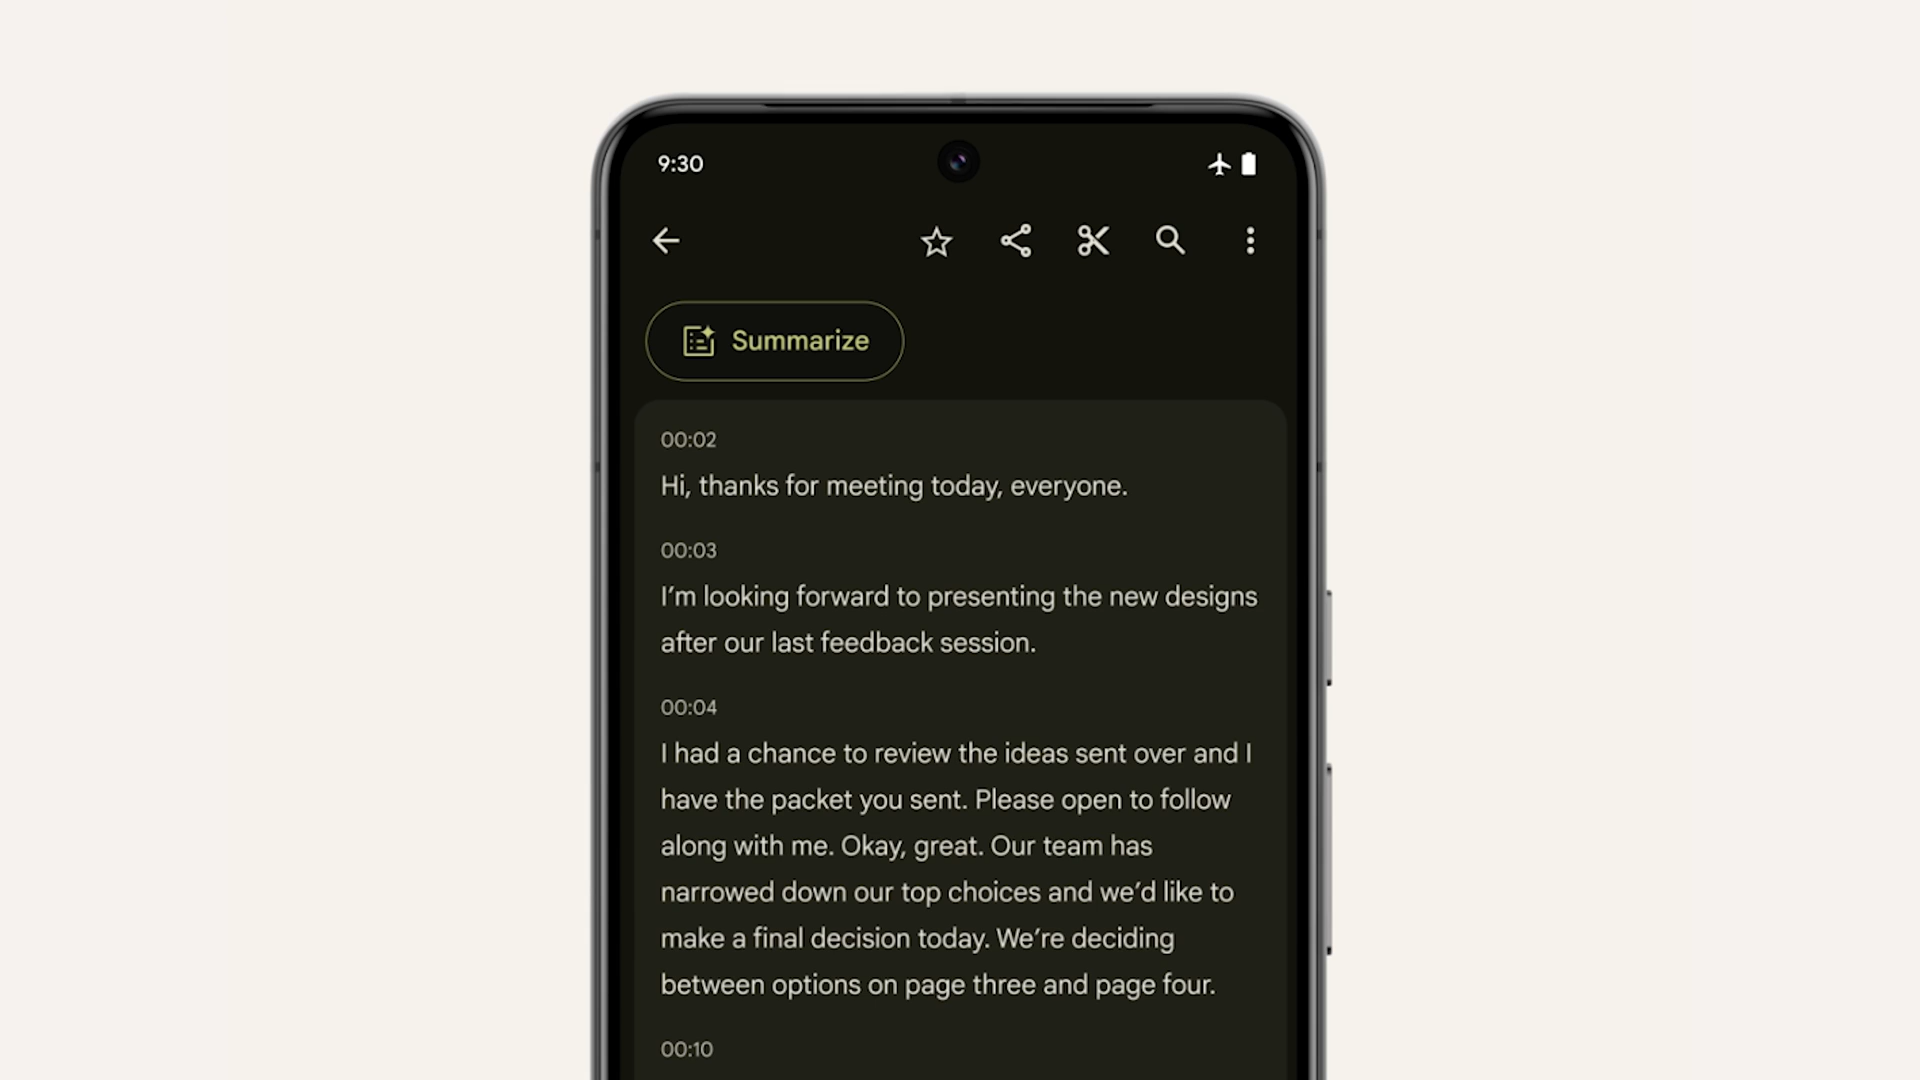 9:30
Summarize
00:02
Hi, thanks for meeting today, everyone.
00:03
I’m looking forward to presenting the new designs
after our last feedback session.
00:04
I had a chance to review the ideas sent over and I
have the packet you sent. Please open to follow
along with me. Okay, great. Our team has
narrowed down our top choices and we’d like to
make a final decision today. We’re deciding
between options on page three and page four.
00:10